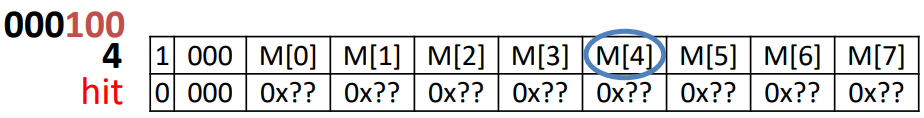 000100
4 1 000 M[0] M[1] M[2] M[3] M[4] M[5] M[6] M[7]
hit 0 000 0x?? 0x?? 0x?? 0x?? 0x?? 0x?? 0x?? 0x??